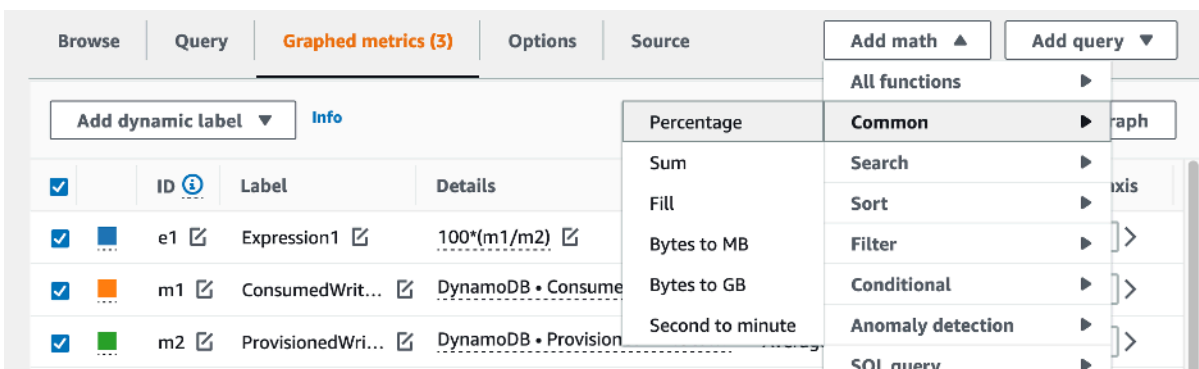 Browse Query Graphed metrics (3) Options Source Add math ▲ Add query ▼
All functions
Add dynamic label ▼ Info Percentage Common
Sum Search
ID Label Details
Fill Sort
e1 Expression1 100*(m1/m2) Bytes to MB Filter
m1 ConsumedWrit... DynamoDB • Consume Bytes to GB Conditional
m2 ProvisionedWri... DynamoDB • Provision Second to minute Anomaly detection
SQL query